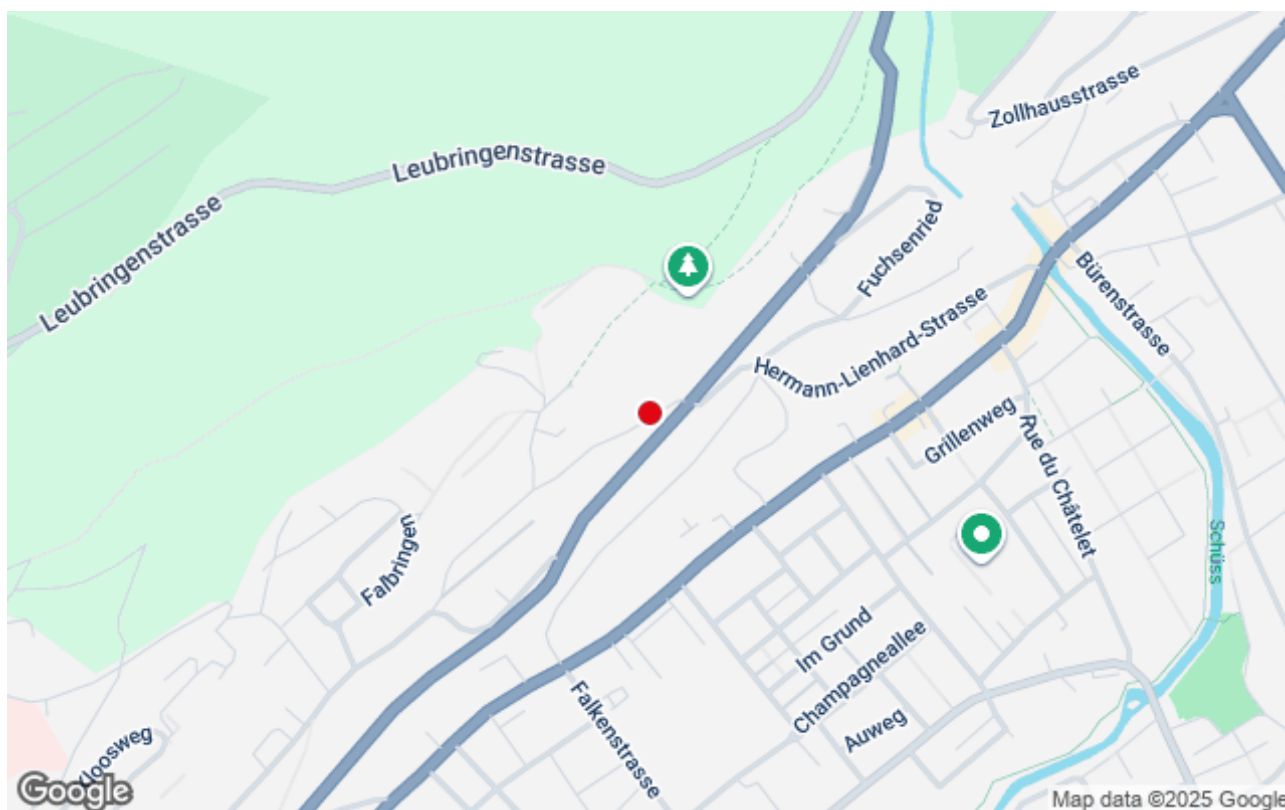 Zollhausstrasse
Leubringenstrasse
Leubringenstrasse
Fuchsenried
Bürenstrasse
Hermann-Lienhard-Strasse
Grillenweg
Rue du Châtelet
Schüss
Falbringen
Im Grund
Champagneallee
Auweg
Falkenstrasse
Kloosweg
Google
Map data ©2025 Google